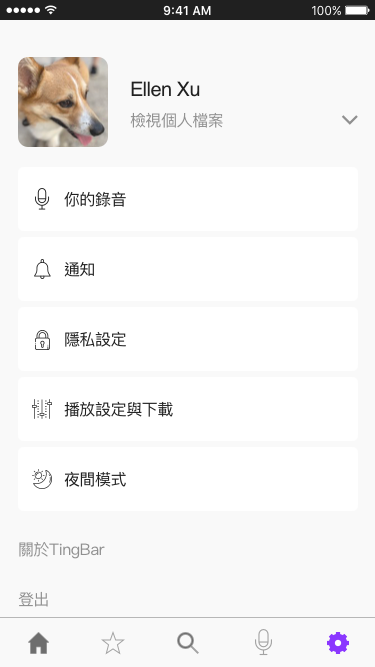 9:41 AM
100%
Ellen Xu
檢視個人檔案
你的錄音
通知
隱私設定
播放設定與下載
夜間模式
關於TingBar
登出